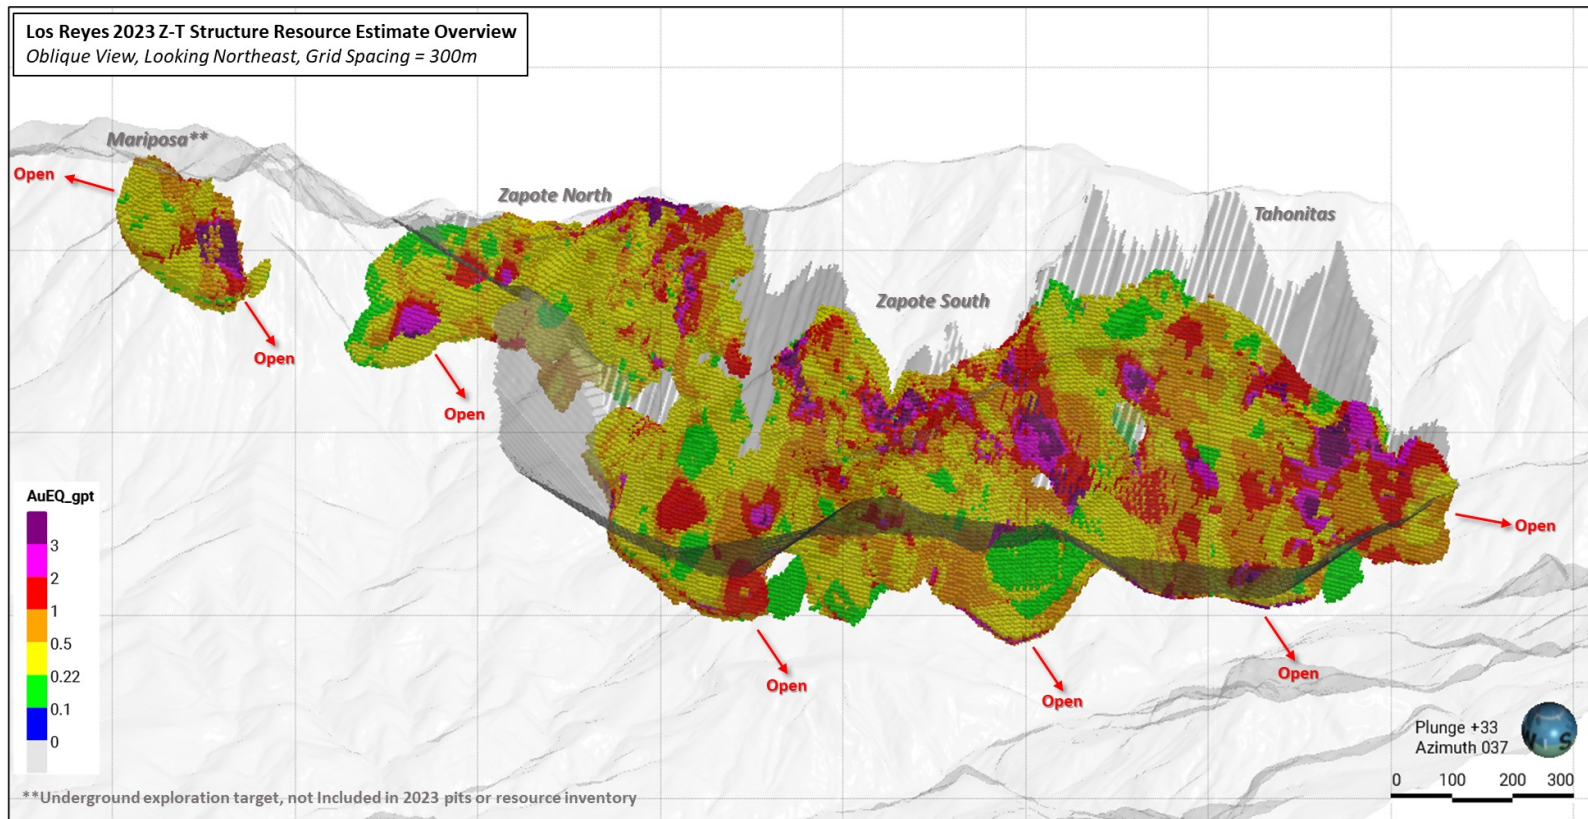 Los Reyes 2023 Z-T Structure Resource Estimate Overview
Oblique View, Looking Northeast, Grid Spacing = 300m
Mariposa**
Open
Zapote North
Tahonitas
Zapote South
Open
Open
AuEQ_gpt
3
2
1
0.5
0.22
0.1
0
Open
Open
Open
Open
Plunge +33
Azimuth 037
N S
0 100 200 300
**Underground exploration target, not Included in 2023 pits or resource inventory